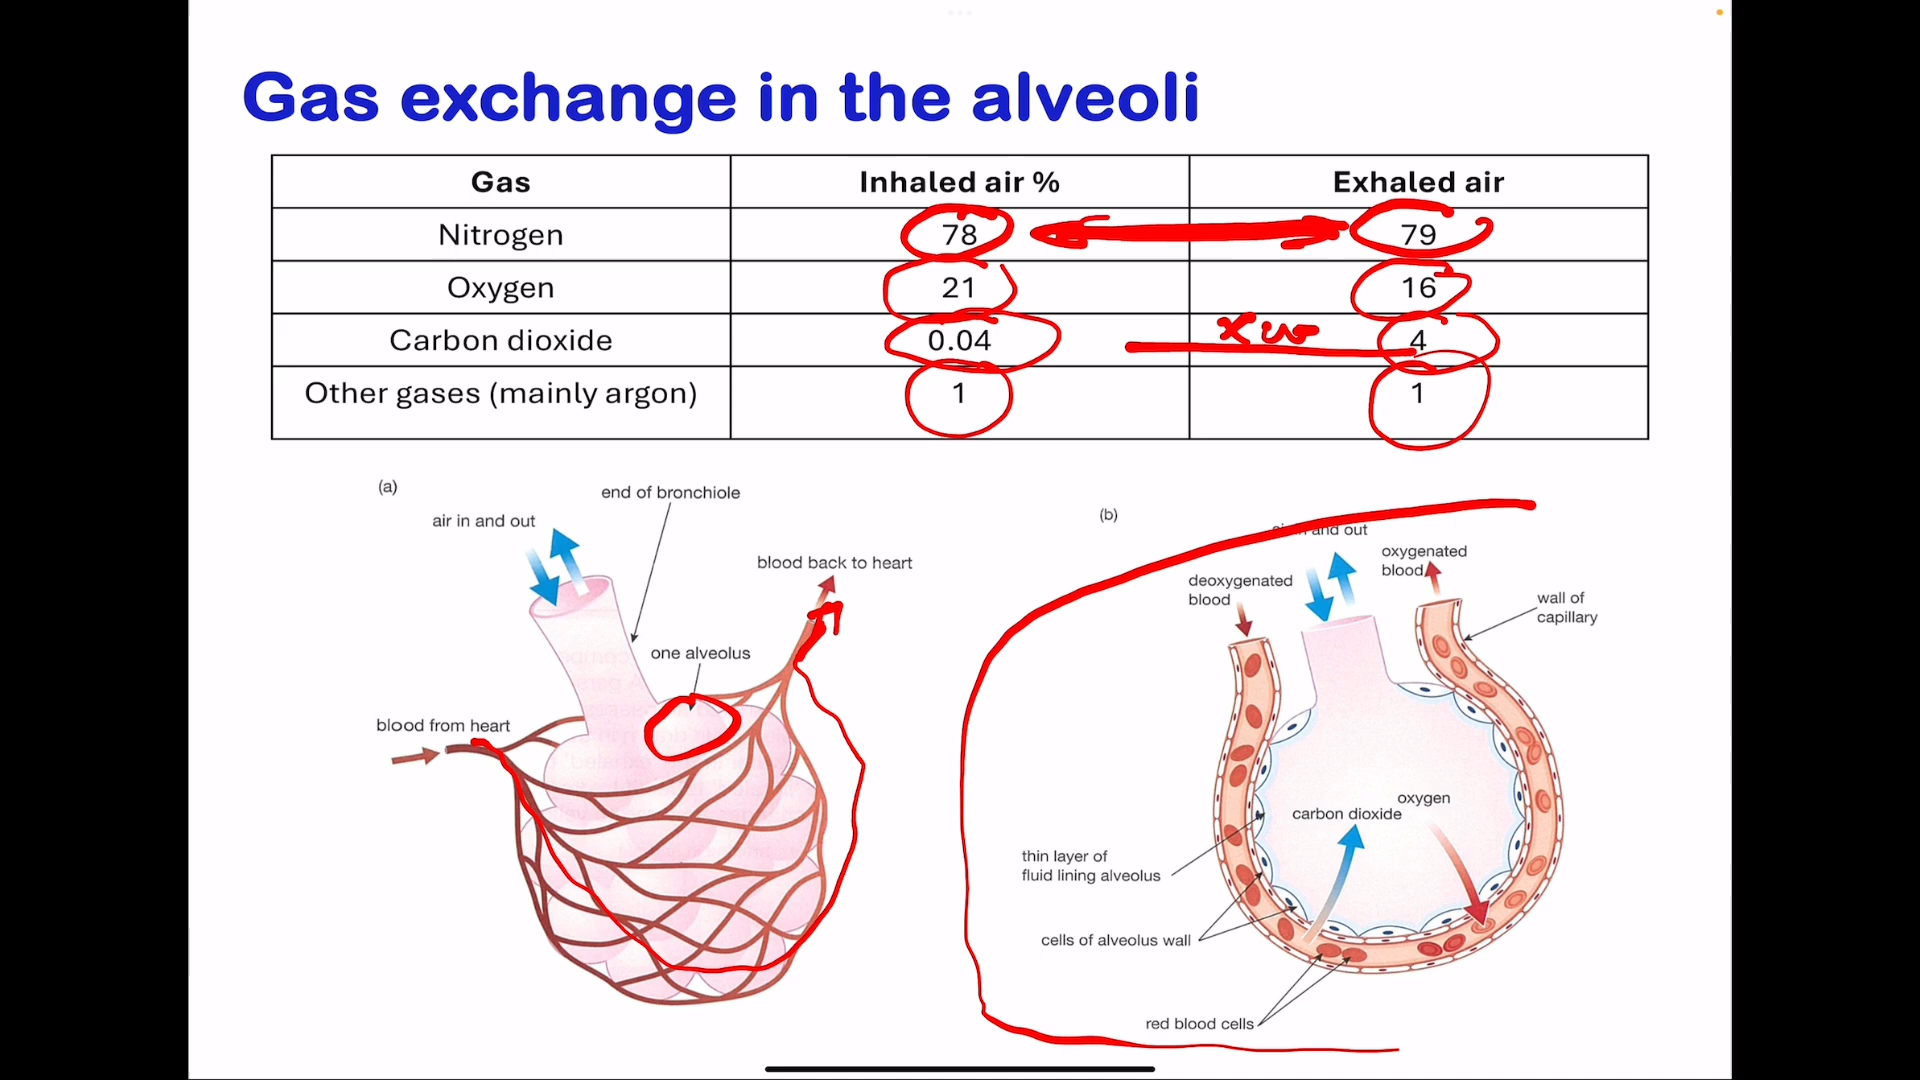 Gas exchange in the alveoli
Gas Inhaled air % Exhaled air
Nitrogen 78 79
Oxygen 21 16
Carbon dioxide 0.04 4
Other gases (mainly argon) 1 1
(a)
end of bronchiole
air in and out
blood back to heart
one alveolus
blood from heart
(b)
air in and out
oxygenated
blood
deoxygenated
blood
wall of
capillary
oxygen
carbon dioxide
thin layer of
fluid lining alveolus
cells of alveolus wall
red blood cells